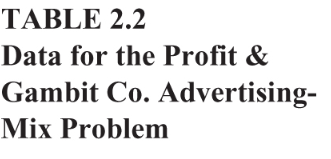 TABLE 2.2
Data for the Profit &
Gambit Co. Advertising-
Mix Problem